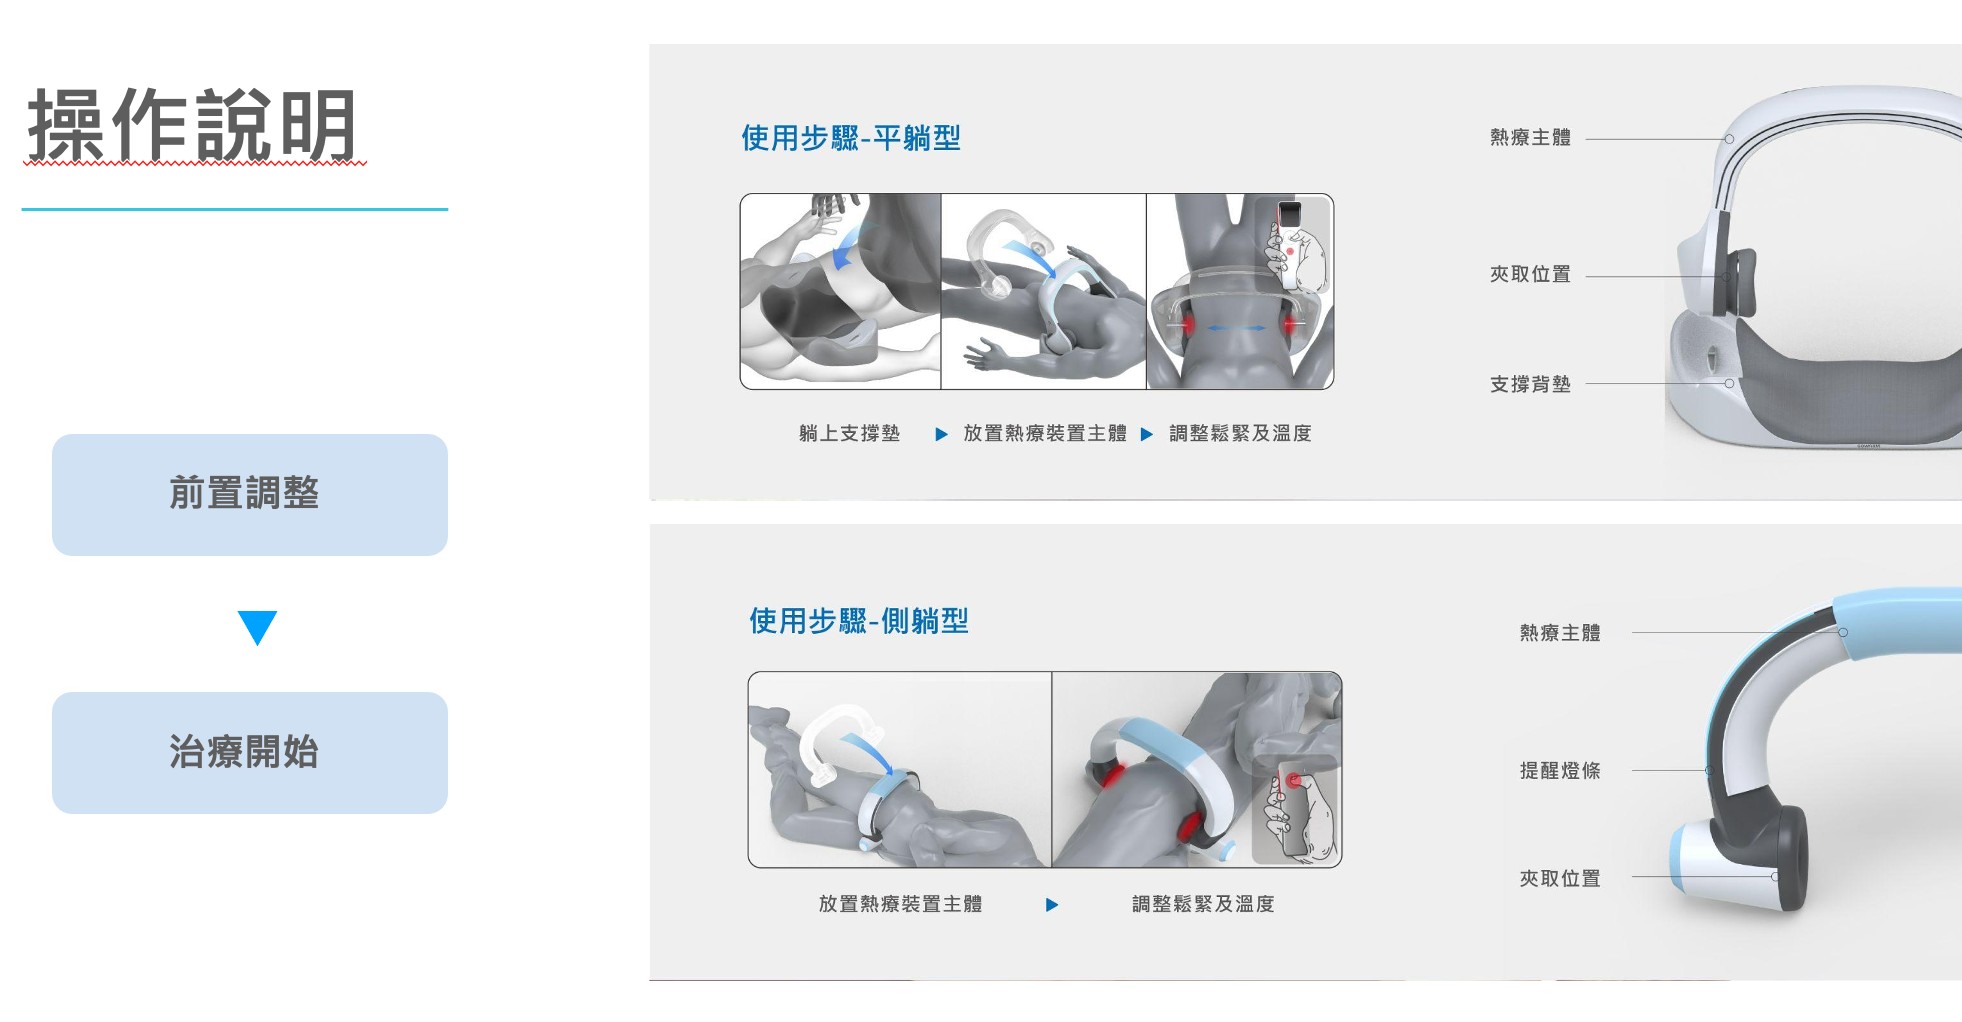 操作說明
前置調整
治療開始
使用步驟-平躺型
躺上支撐墊
放置熱療裝置主體
調整鬆緊及溫度
熱療主體
夾取位置
支撐背墊
使用步驟-側躺型
放置熱療裝置主體
調整鬆緊及溫度
熱療主體
提醒燈條
夾取位置